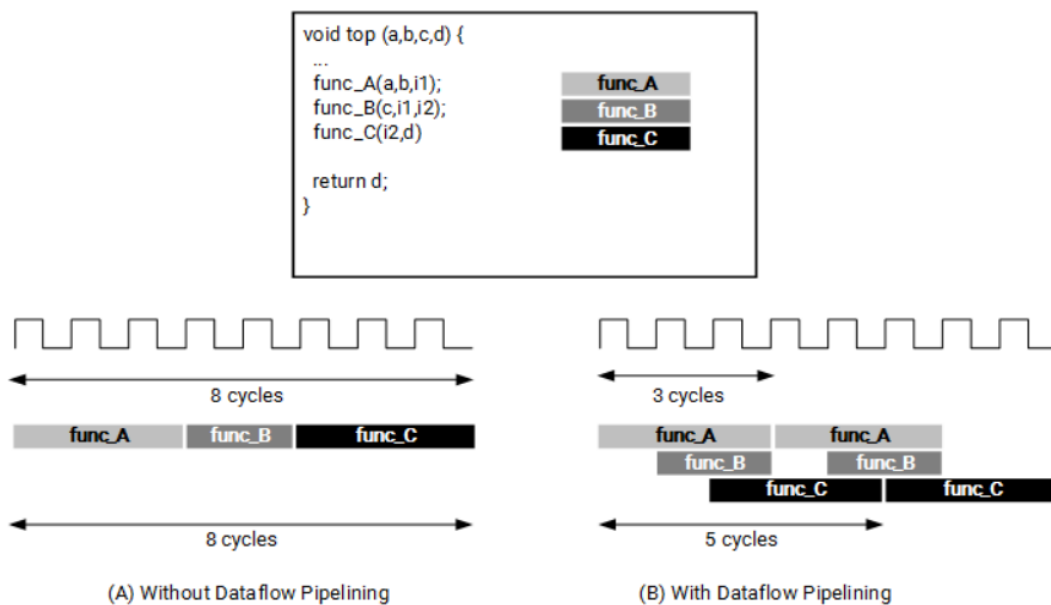 void top (a,b,c,d) {
...
func_A(a,b,i1);
func_B(c,i1,i2);
func_C(i2,d)
return d;
}
func_A
func_B
func_C
8 cycles
func_A func_B func_C
8 cycles
(A) Without Dataflow Pipelining
3 cycles
func_A func_A
func_B func_B
func_C func_C
5 cycles
(B) With Dataflow Pipelining